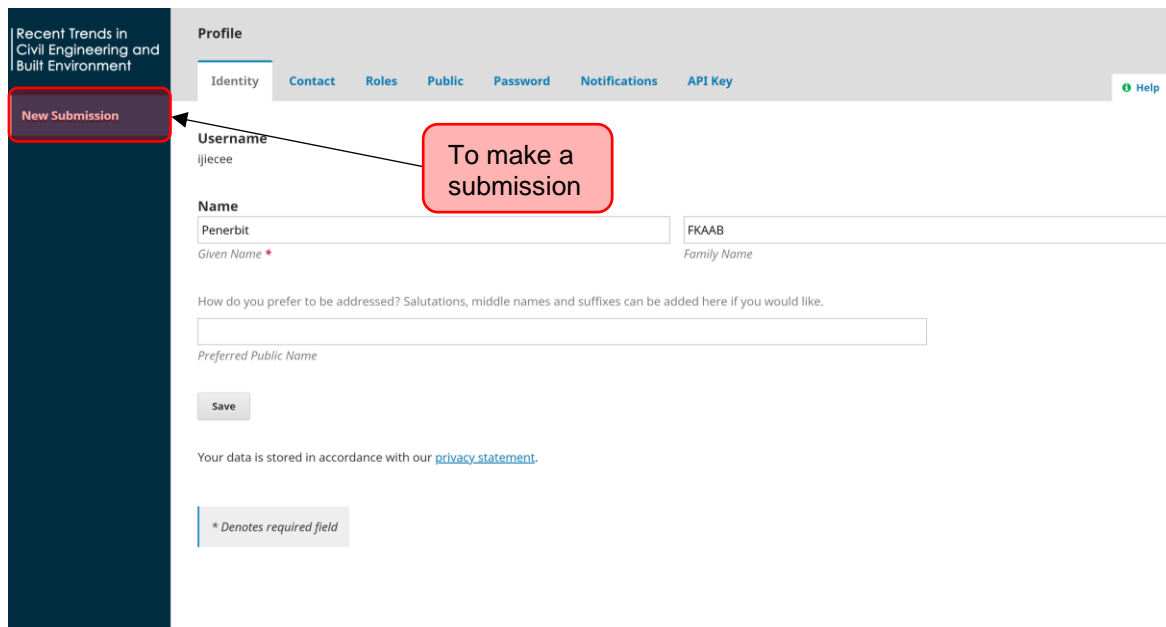 Recent Trends in
Civil Engineering and
Built Environment
New Submission
Profile
Identity Contact Roles Public Password Notifications API Key
Help
Username
ijiecee
To make a
submission
Name
Penerbit FKAAB
Given Name * Family Name
How do you prefer to be addressed? Salutations, middle names and suffixes can be added here if you would like.
Preferred Public Name
Save
Your data is stored in accordance with our privacy statement.
* Denotes required field